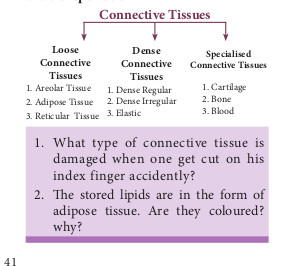 Connective Tissues
Loose
Connective
Tissues
1. Areolar Tissue
2. Adipose Tissue
3. Reticular Tissue
Dense
Connective
Tissues
1. Dense Regular
2. Dense Irregular
3. Elastic
Specialised
Connective Tissues
1. Cartilage
2. Bone
3. Blood
1. What type of connective tissue is
damaged when one get cut on his
index finger accidently?
2. The stored lipids are in the form of
adipose tissue. Are they coloured?
why?
41